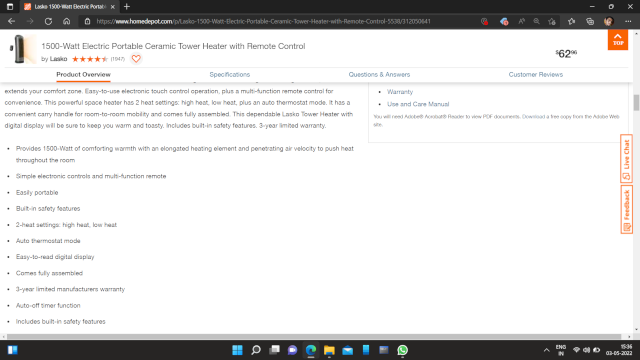 Lasko 1500-Watt-Electric-Portabl
https://www.homedepot.com/p/Lasko-1500-Watt-Electric-Portable-Ceramic-Tower-Heater-with-Remote-Control-5538/312050641
1500-Watt Electric Portable Ceramic Tower Heater with Remote Control
by Lasko (1947)
$62.96
TOP
Product Overview
Specifications
Questions & Answers
Customer Reviews
extends your comfort zone. Easy-to-use electronic touch control operation, plus a multi-function remote control for
convenience. This powerful space heater has 2 heat settings: high heat, low heat, plus an auto thermostat mode. It has a
convenient carry handle for room-to-room mobility and comes fully assembled. This dependable Lasko Tower Heater with
digital display will be sure to keep you warm and toasty. Includes built-in safety features. 3-year limited warranty.
• Provides 1500-Watt of comforting warmth with an elongated heating element and penetrating air velocity to push heat
throughout the room
• Simple electronic controls and multi-function remote
• Easily portable
• Built-in safety features
• 2-heat settings: high heat, low heat
• Auto thermostat mode
• Easy-to-read digital display
• Comes fully assembled
• 3-year limited manufacturers warranty
• Auto-off timer function
• Includes built-in safety features
• Warranty
• Use and Care Manual
You will need Adobe® Acrobat® Reader to view PDF documents. Download a free copy from the Adobe Web
site.
Live Chat
Feedback
ENG
IN
15:36
03-05-2022